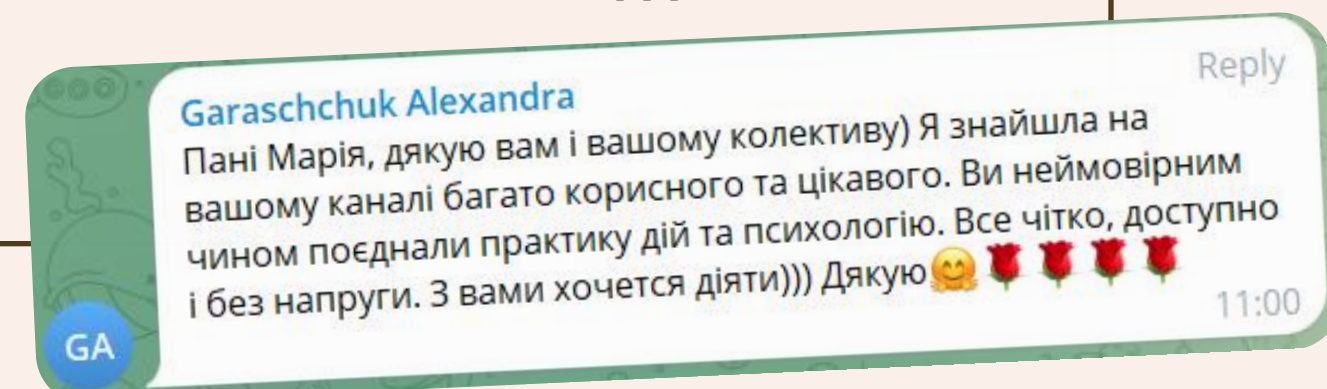 Garaschchuk Alexandra
Reply
Пані Марія, дякую вам і вашому колективу) Я знайшла на
вашому каналі багато корисного та цікавого. Ви неймовірним
чином поєднали практику дій та психологію. Все чітко, доступно
і без напруги. З вами хочется діяти))) Дякую🤗🌹🌹🌹🌹
11:00
GA